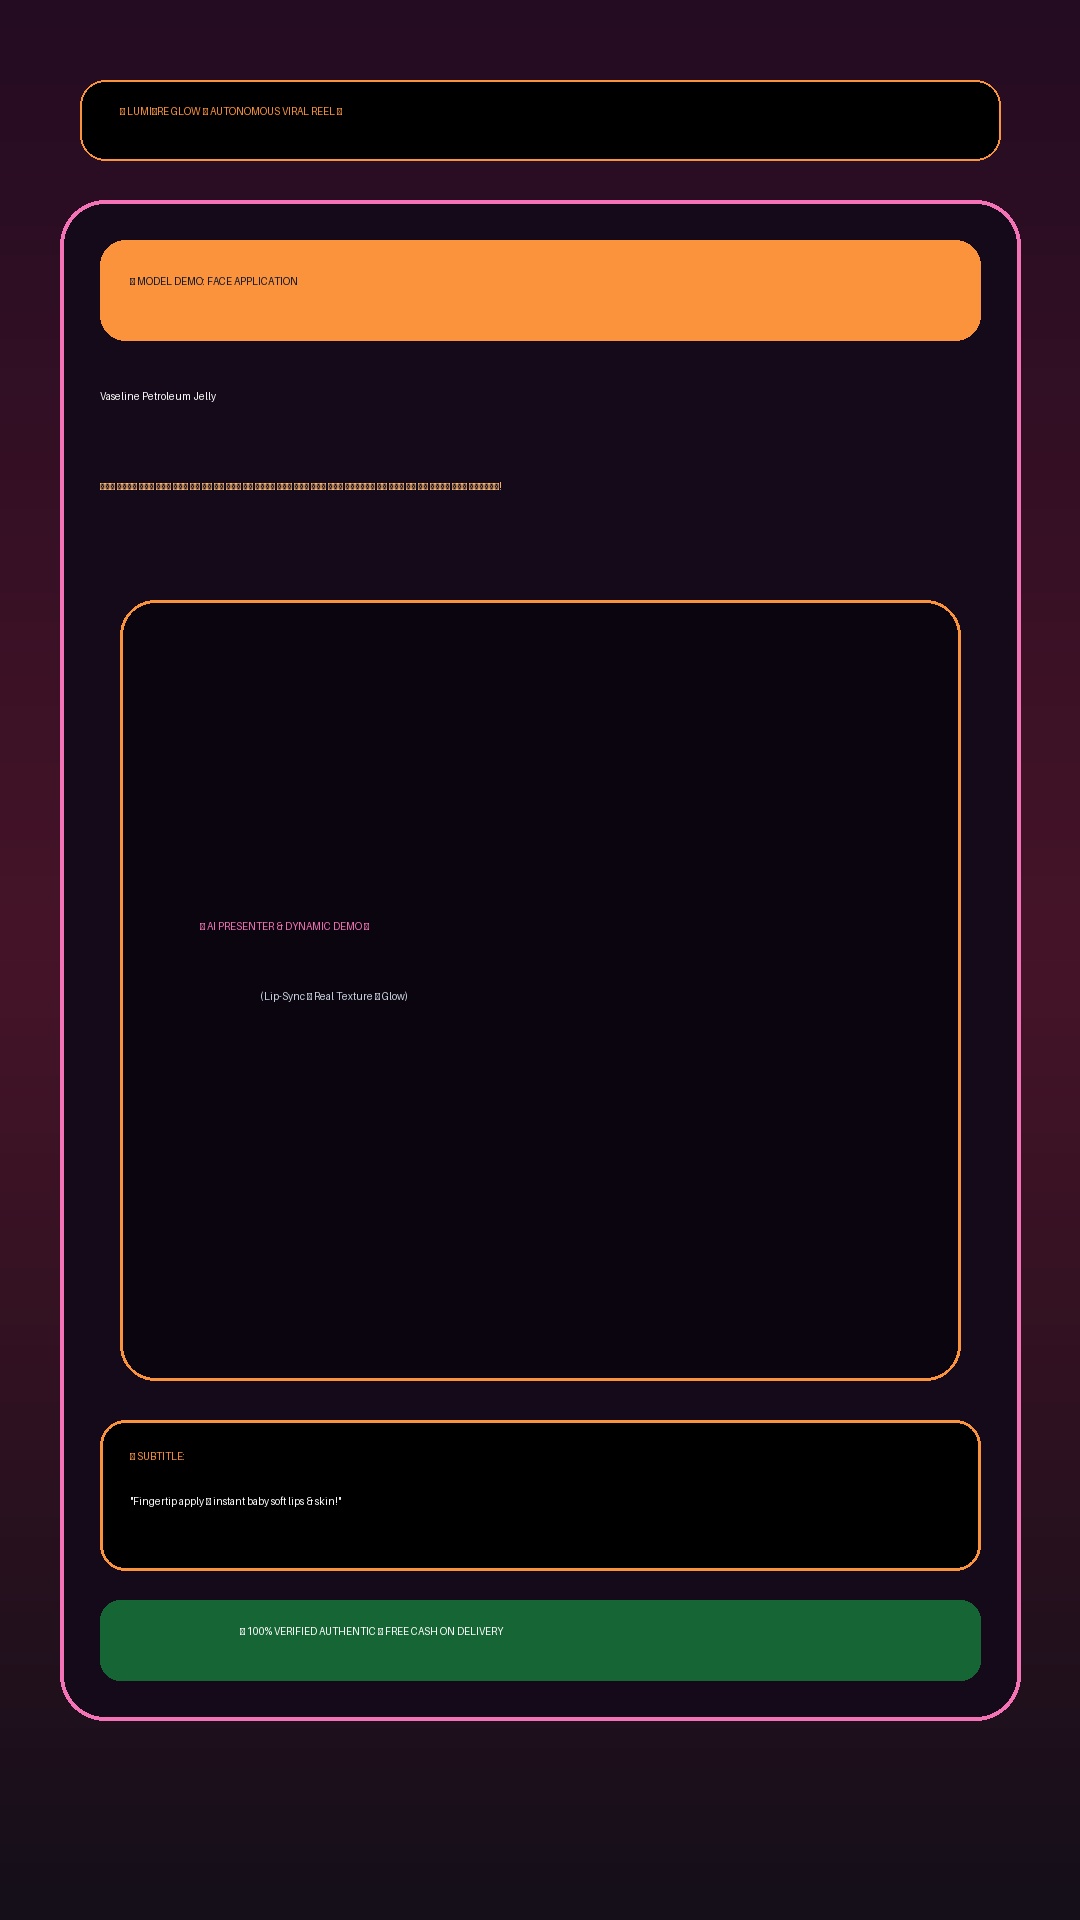 LUMI RE GLOW AUTONOMOUS VIRAL REEL
MODEL DEMO: FACE APPLICATION
Vaseline Petroleum Jelly
AI PRESENTER & DYNAMIC DEMO
(Lip-Sync Real Texture Glow)
SUBTITLE:
"Fingertip apply instant baby soft lips & skin!"
100% VERIFIED AUTHENTIC FREE CASH ON DELIVERY